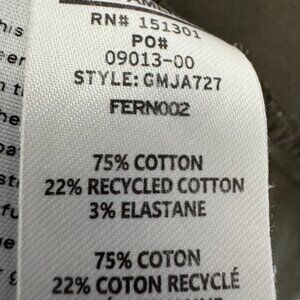 RN# 151301
PO#
09013-00
STYLE: GMJA727
FERN002
75% COTTON
22% RECYCLED COTTON
3% ELASTANE
75% COTON
22% COTON RECYCLÉ